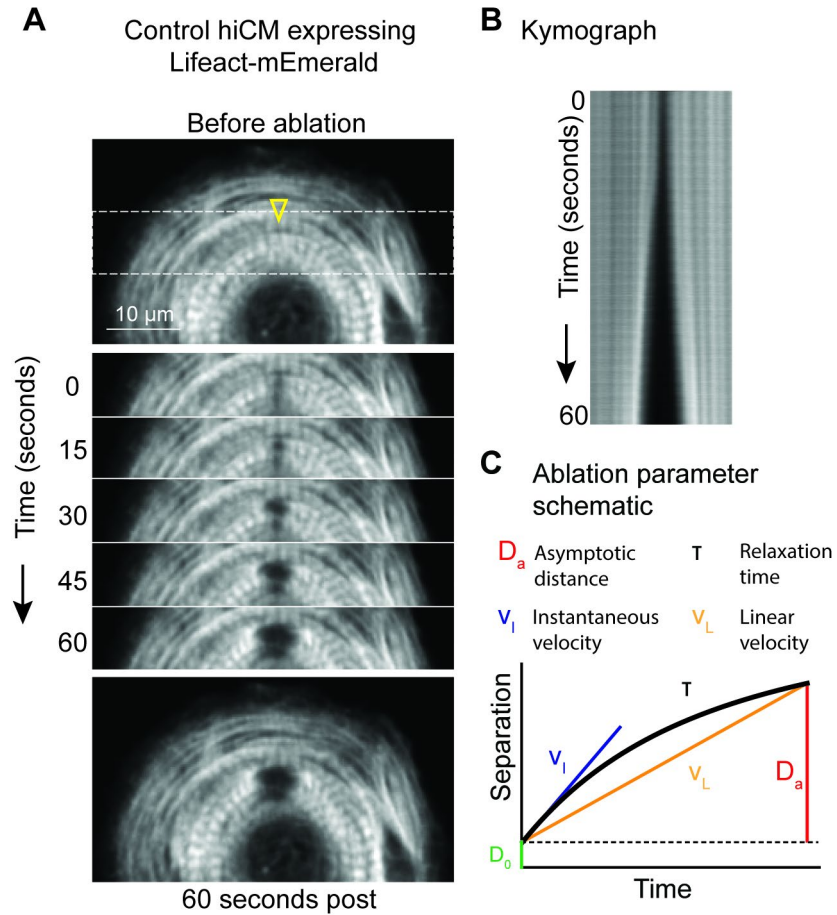 A
Control hiCM expressing
Lifeact-mEmerald
Before ablation
10 μm
Time (seconds)
0
15
30
45
60
60 seconds post
B
Kymograph
0
Time (seconds)
60
C
Ablation parameter
schematic
Da Asymptotic
distance
τ Relaxation
time
VI Instantaneous
velocity
VL Linear
velocity
Separation
τ
VI
VL
Da
D0
Time